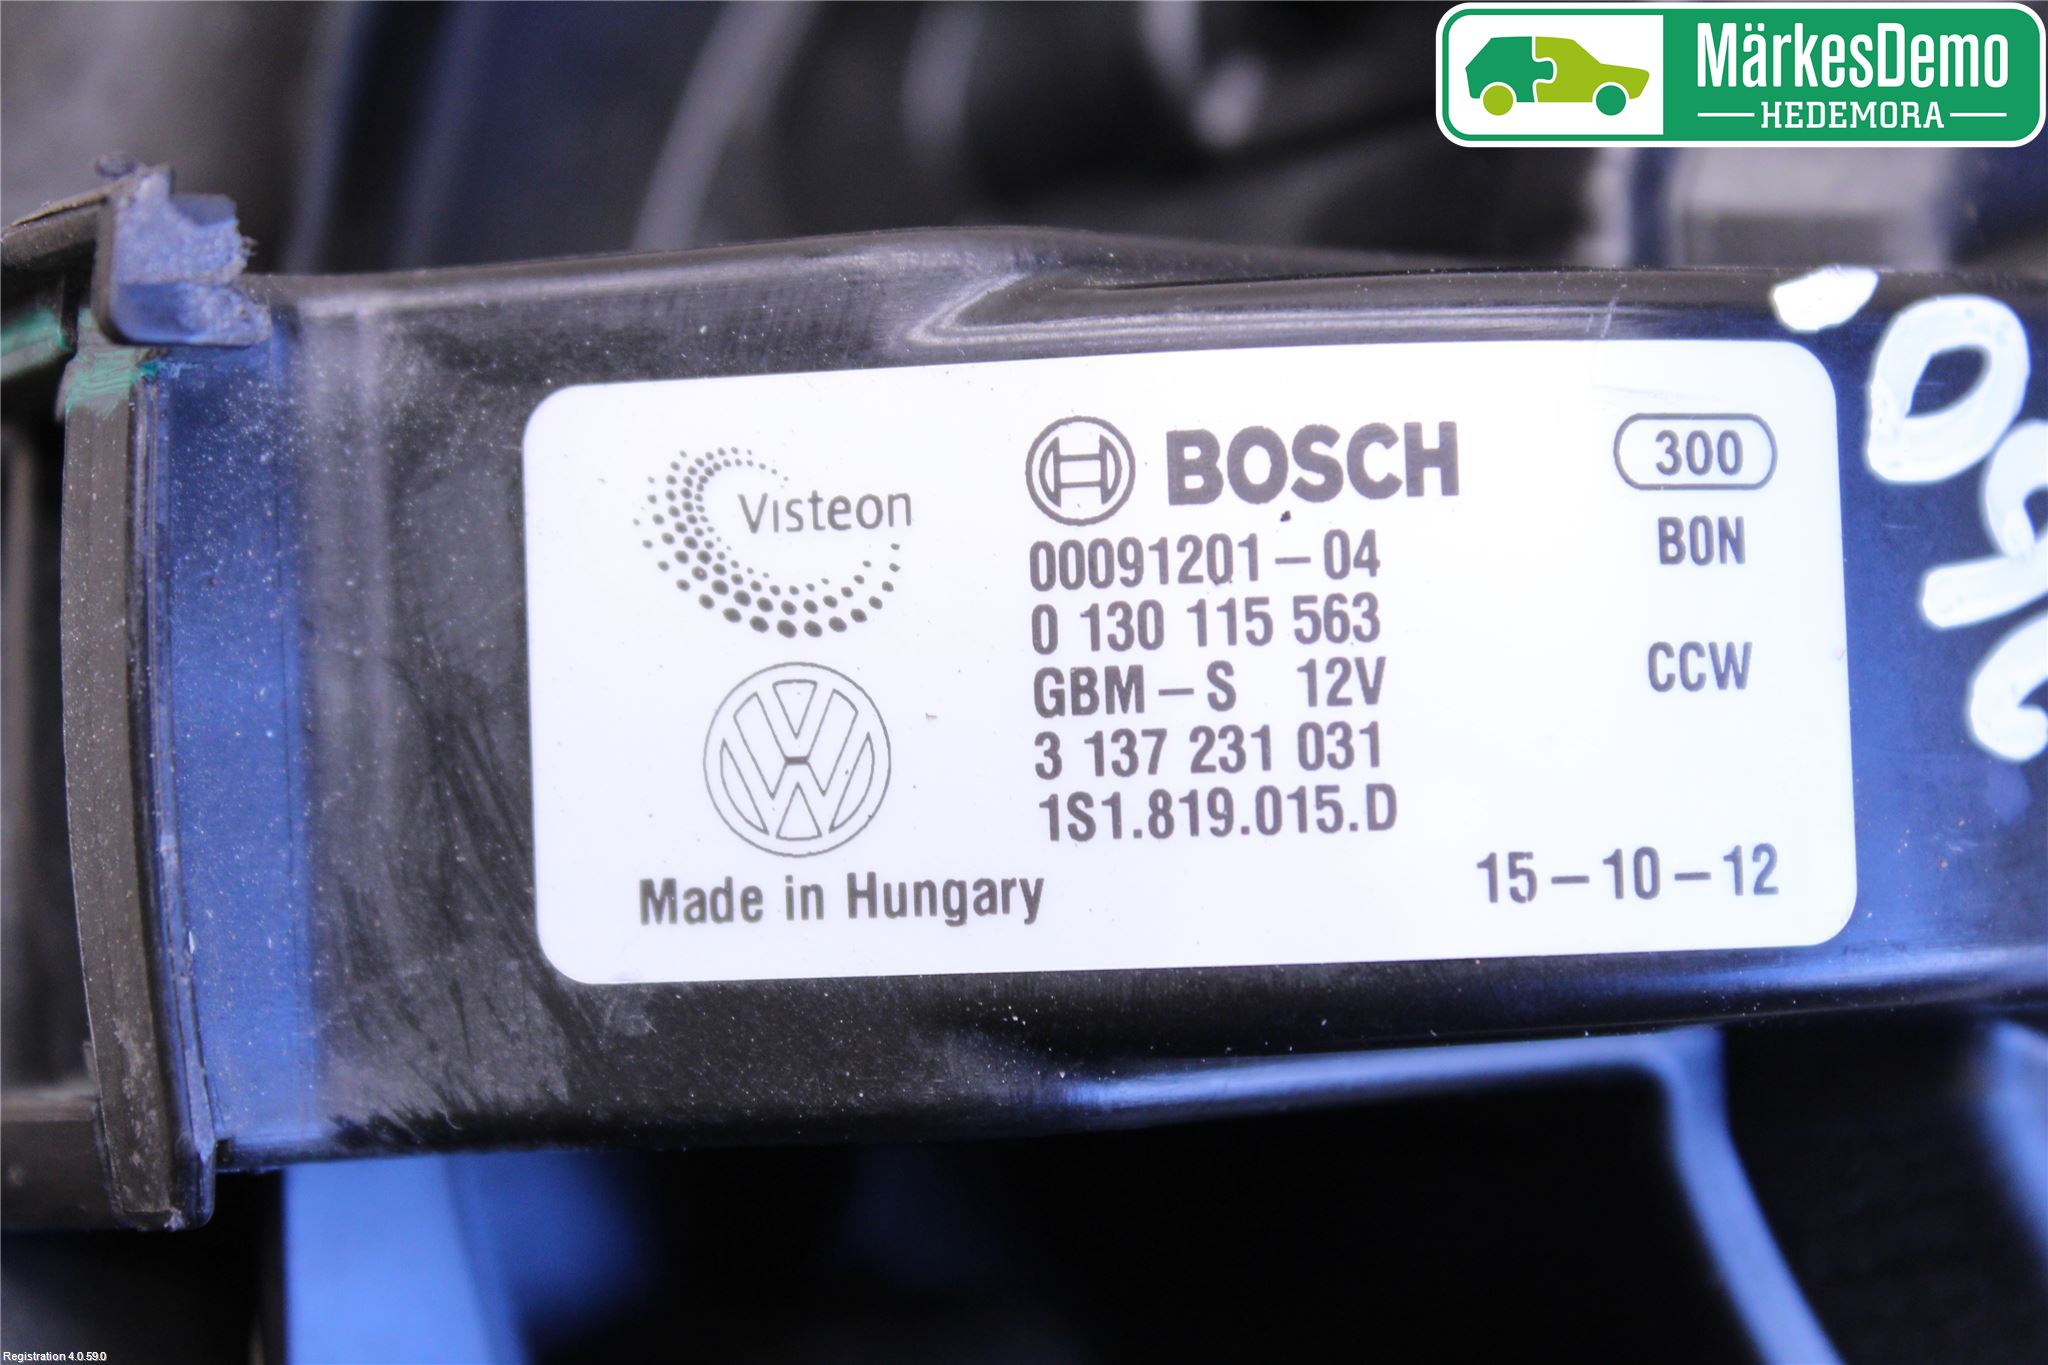 MärkesDemo
HEDEMORA
Visteon
BOSCH
300
00091201-04
BON
0 130 115 563
GBM-S 12V
CCW
3 137 231 031
1S1.819.015.D
Made in Hungary
15-10-12
Registration 4.0.59.0